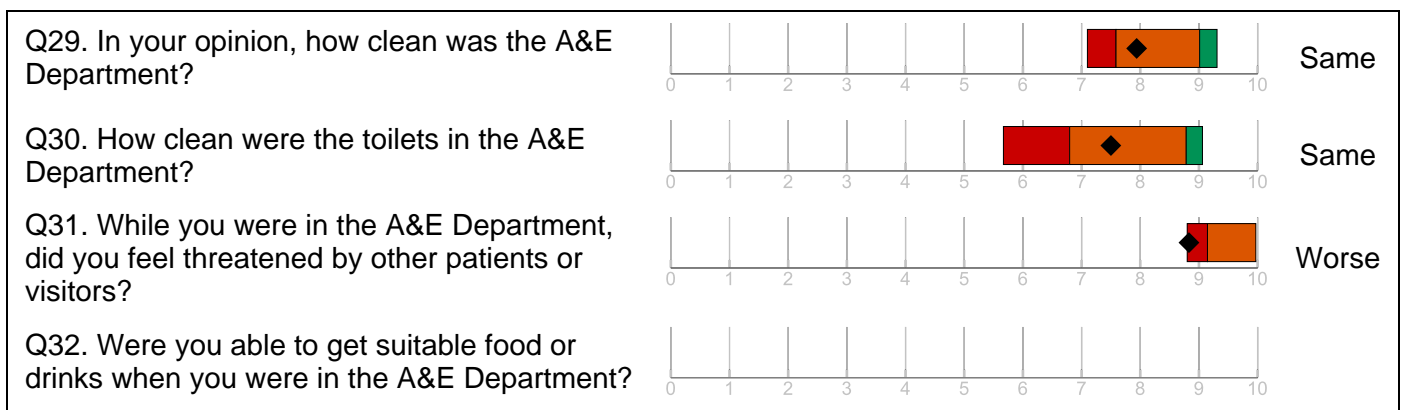 Q29. In your opinion, how clean was the A&E
Department?
0 1 2 3 4 5 6 7 8 9 10
Same
Q30. How clean were the toilets in the A&E
Department?
0 1 2 3 4 5 6 7 8 9 10
Same
Q31. While you were in the A&E Department,
did you feel threatened by other patients or
visitors?
0 1 2 3 4 5 6 7 8 9 10
Worse
Q32. Were you able to get suitable food or
drinks when you were in the A&E Department?
0 1 2 3 4 5 6 7 8 9 10